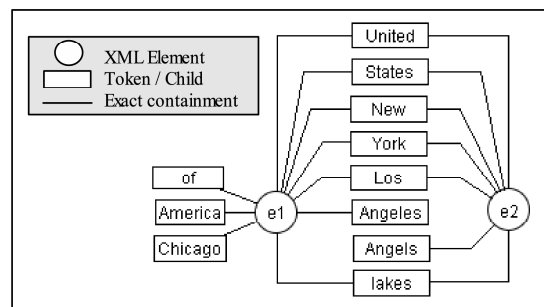 XML Element
Token / Child
Exact containment
United
States
New
York
Los
Angeles
Angels
lakes
of
America
Chicago
e1
e2